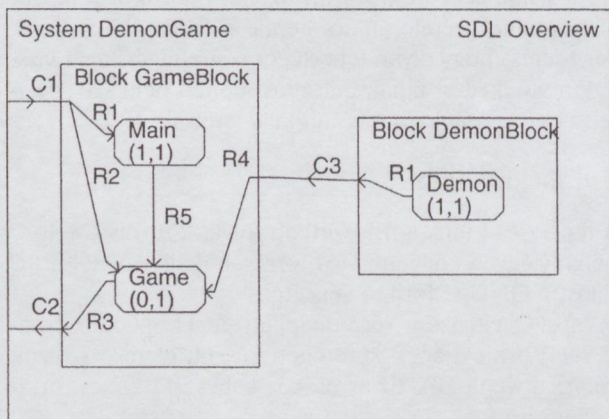 System DemonGame
SDL Overview
C1
Block GameBlock
R1
Main
(1,1)
Block DemonBlock
R2
R4
C3
R1
Demon
(1,1)
R5
Game
(0,1)
C2
R3